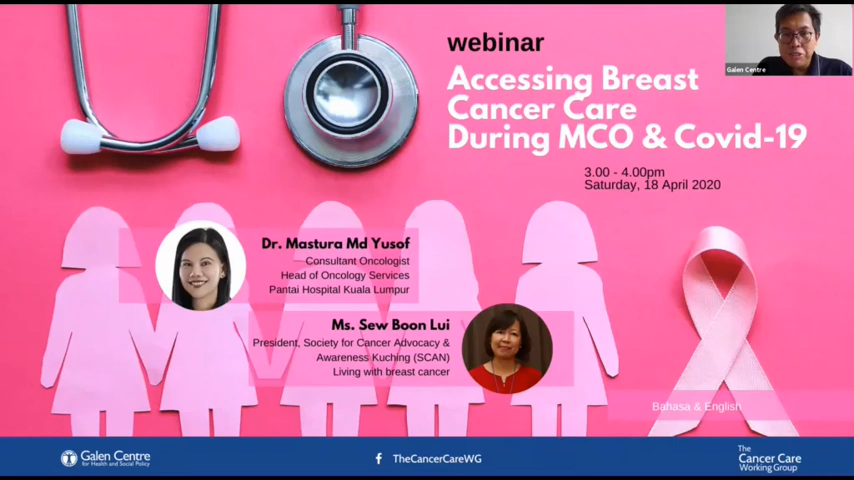 webinar
Galen Centre
Accessing Breast
Cancer Care
During MCO & Covid-19
3.00 - 4.00pm
Saturday, 18 April 2020
Dr. Mastura Md Yusof
Consultant Oncologist
Head of Oncology Services
Pantai Hospital Kuala Lumpur
Ms. Sew Boon Lui
President, Society for Cancer Advocacy &
Awareness Kuching (SCAN)
Living with breast cancer
Bahasa & English
Galen Centre
for Health and Social Policy
TheCancerCareWG
The
Cancer Care
Working Group